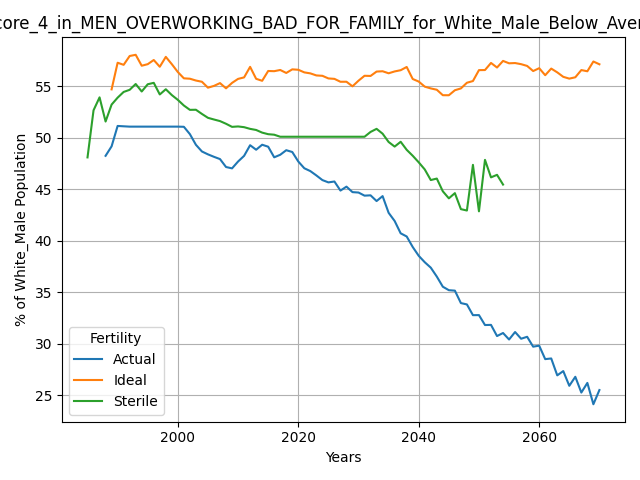 core_4_in_MEN_OVERWORKING_BAD_FOR_FAMILY_for_White_Male_Below_Aver
% of White_Male Population
55
50
45
40
35
30
25
Fertility
Actual
Ideal
Sterile
2000 2020 2040 2060
Years